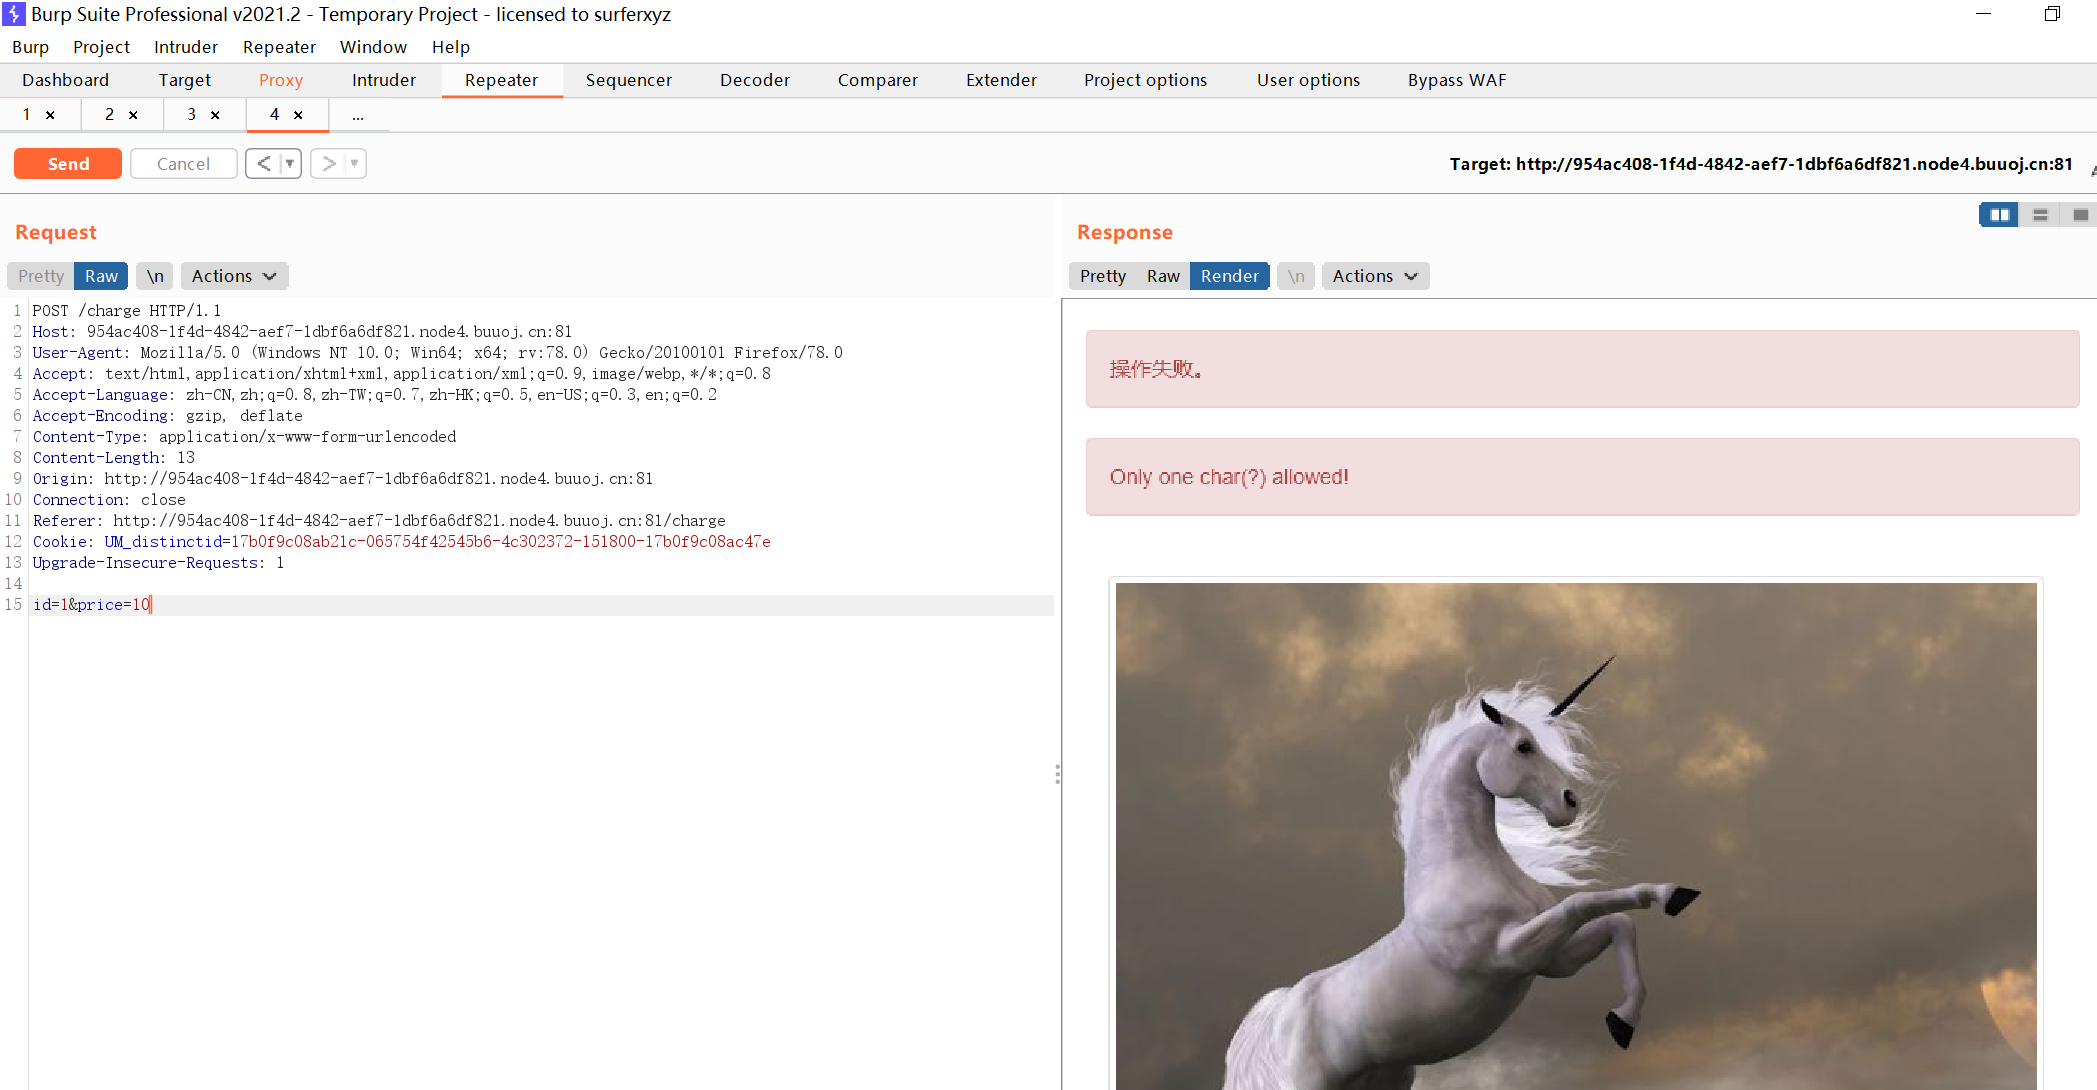 Burp Suite Professional v2021.2 - Temporary Project - licensed to surferxyz
Burp Project Intruder Repeater Window Help
Dashboard Target Proxy Intruder Repeater Sequencer Decoder Comparer Extender Project options User options Bypass WAF
1 × 2 × 3 × 4 × ...
Send Cancel < ▼ > ▼ Target: http://954ac408-1f4d-4842-aef7-1dbf6a6df821.node4.buuoj.cn:81
Request
Pretty Raw \n Actions
1 POST /charge HTTP/1.1
2 Host: 954ac408-1f4d-4842-aef7-1dbf6a6df821.node4.buuoj.cn:81
3 User-Agent: Mozilla/5.0 (Windows NT 10.0; Win64; x64; rv:78.0) Gecko/20100101 Firefox/78.0
4 Accept: text/html,application/xhtml+xml,application/xml;q=0.9,image/webp,*/*;q=0.8
5 Accept-Language: zh-CN,zh;q=0.8,zh-TW;q=0.7,zh-HK;q=0.5,en-US;q=0.3,en;q=0.2
6 Accept-Encoding: gzip, deflate
7 Content-Type: application/x-www-form-urlencoded
8 Content-Length: 13
9 Origin: http://954ac408-1f4d-4842-aef7-1dbf6a6df821.node4.buuoj.cn:81
10 Connection: close
11 Referer: http://954ac408-1f4d-4842-aef7-1dbf6a6df821.node4.buuoj.cn:81/charge
12 Cookie: UM_distinctid=17b0f9c08ab21c-065754f42545b6-4c302372-151800-17b0f9c08ac47e
13 Upgrade-Insecure-Requests: 1
14
15 id=1&price=10
Response
Pretty Raw Render \n Actions
操作失败。
Only one char(?) allowed!